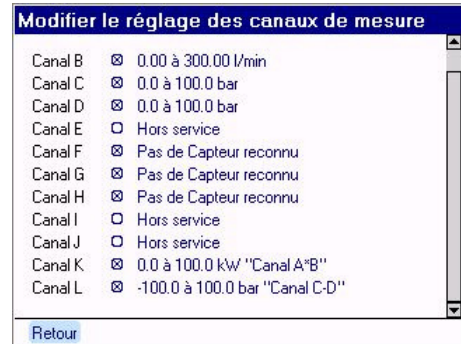 Modifier le réglage des canaux de mesure
Canal B 0.00 à 300.00 l/min
Canal C 0.0 à 100.0 bar
Canal D 0.0 à 100.0 bar
Canal E Hors service
Canal F Pas de Capteur reconnu
Canal G Pas de Capteur reconnu
Canal H Pas de Capteur reconnu
Canal I Hors service
Canal J Hors service
Canal K 0.0 à 100.0 kW "Canal A*B"
Canal L -100.0 à 100.0 bar "Canal C-D"
Retour